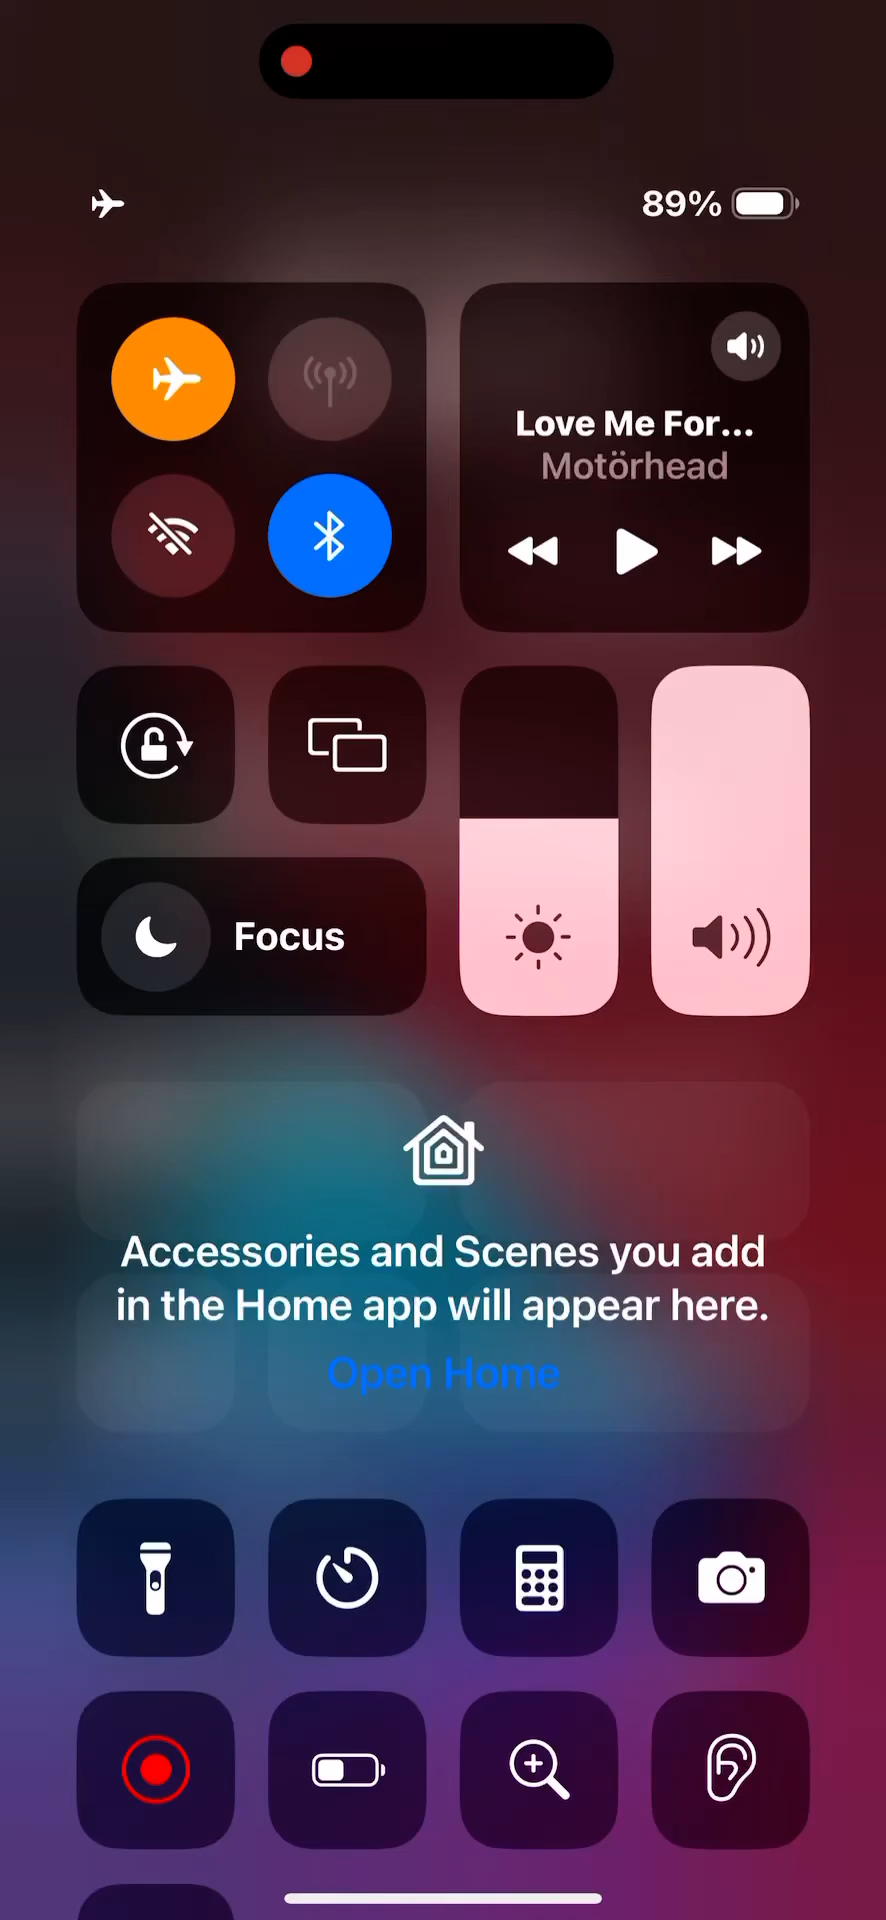 89%
Love Me For...
Motörhead
Focus
Accessories and Scenes you add
in the Home app will appear here.
Open Home